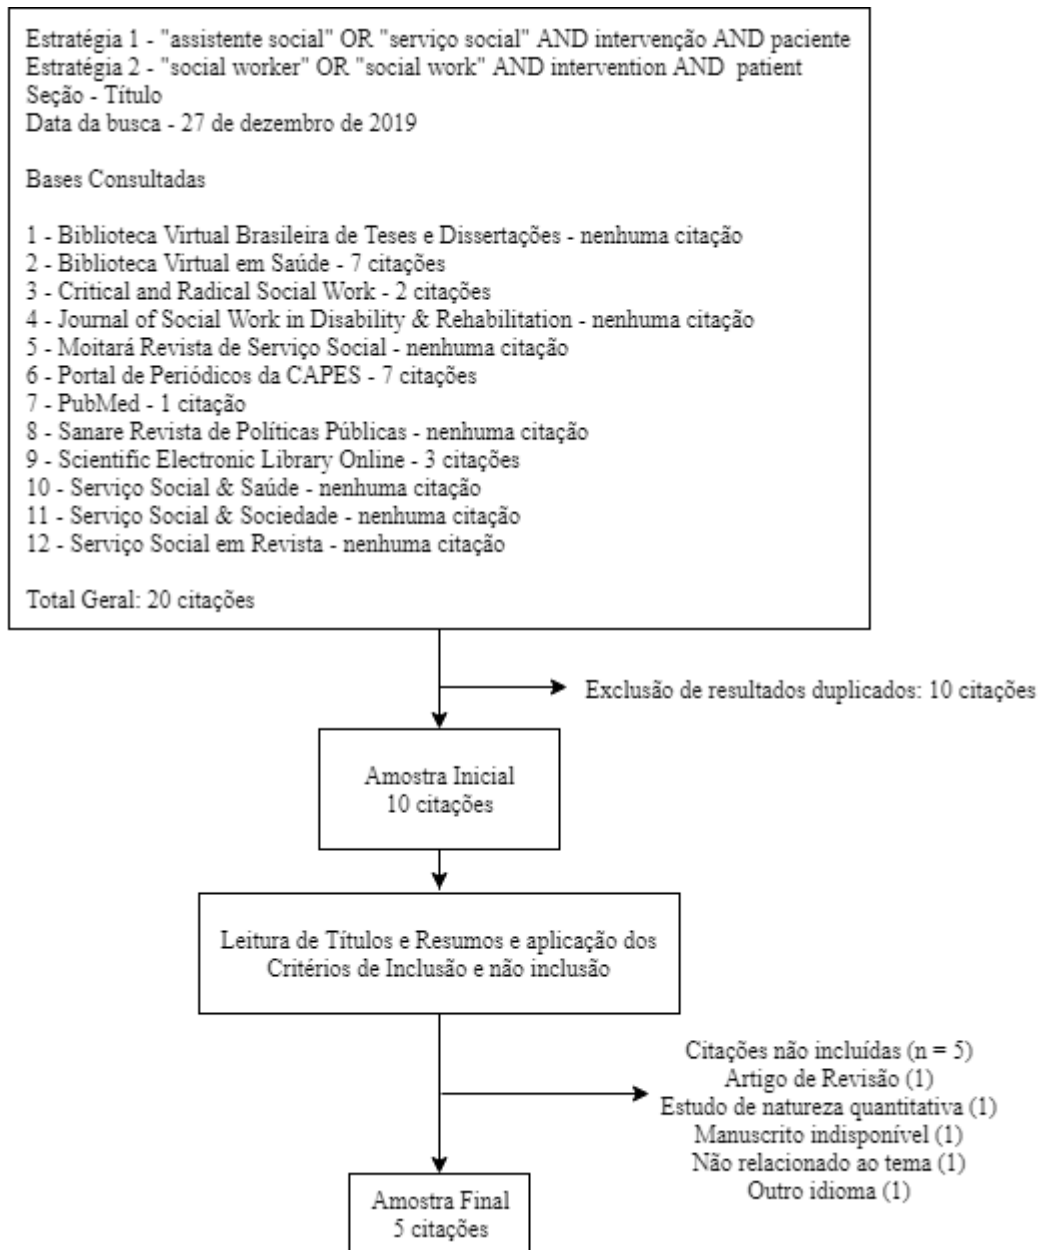 Estratégia 1 - "assistente social" OR "serviço social" AND intervenção AND paciente
Estratégia 2 - "social worker" OR "social work" AND intervention AND patient
Seção - Título
Data da busca - 27 de dezembro de 2019
Bases Consultadas
1 - Biblioteca Virtual Brasileira de Teses e Dissertações - nenhuma citação
2 - Biblioteca Virtual em Saúde - 7 citações
3 - Critical and Radical Social Work - 2 citações
4 - Journal of Social Work in Disability & Rehabilitation - nenhuma citação
5 - Moitará Revista de Serviço Social - nenhuma citação
6 - Portal de Periódicos da CAPES - 7 citações
7 - PubMed - 1 citação
8 - Sanare Revista de Políticas Públicas - nenhuma citação
9 - Scientific Electronic Library Online - 3 citações
10 - Serviço Social & Saúde - nenhuma citação
11 - Serviço Social & Sociedade - nenhuma citação
12 - Serviço Social em Revista - nenhuma citação
Total Geral: 20 citações
Exclusão de resultados duplicados: 10 citações
Amostra Inicial
10 citações
Leitura de Títulos e Resumos e aplicação dos
Critérios de Inclusão e não inclusão
Citações não incluídas (n = 5)
Artigo de Revisão (1)
Estudo de natureza quantitativa (1)
Manuscrito indisponível (1)
Não relacionado ao tema (1)
Outro idioma (1)
Amostra Final
5 citações